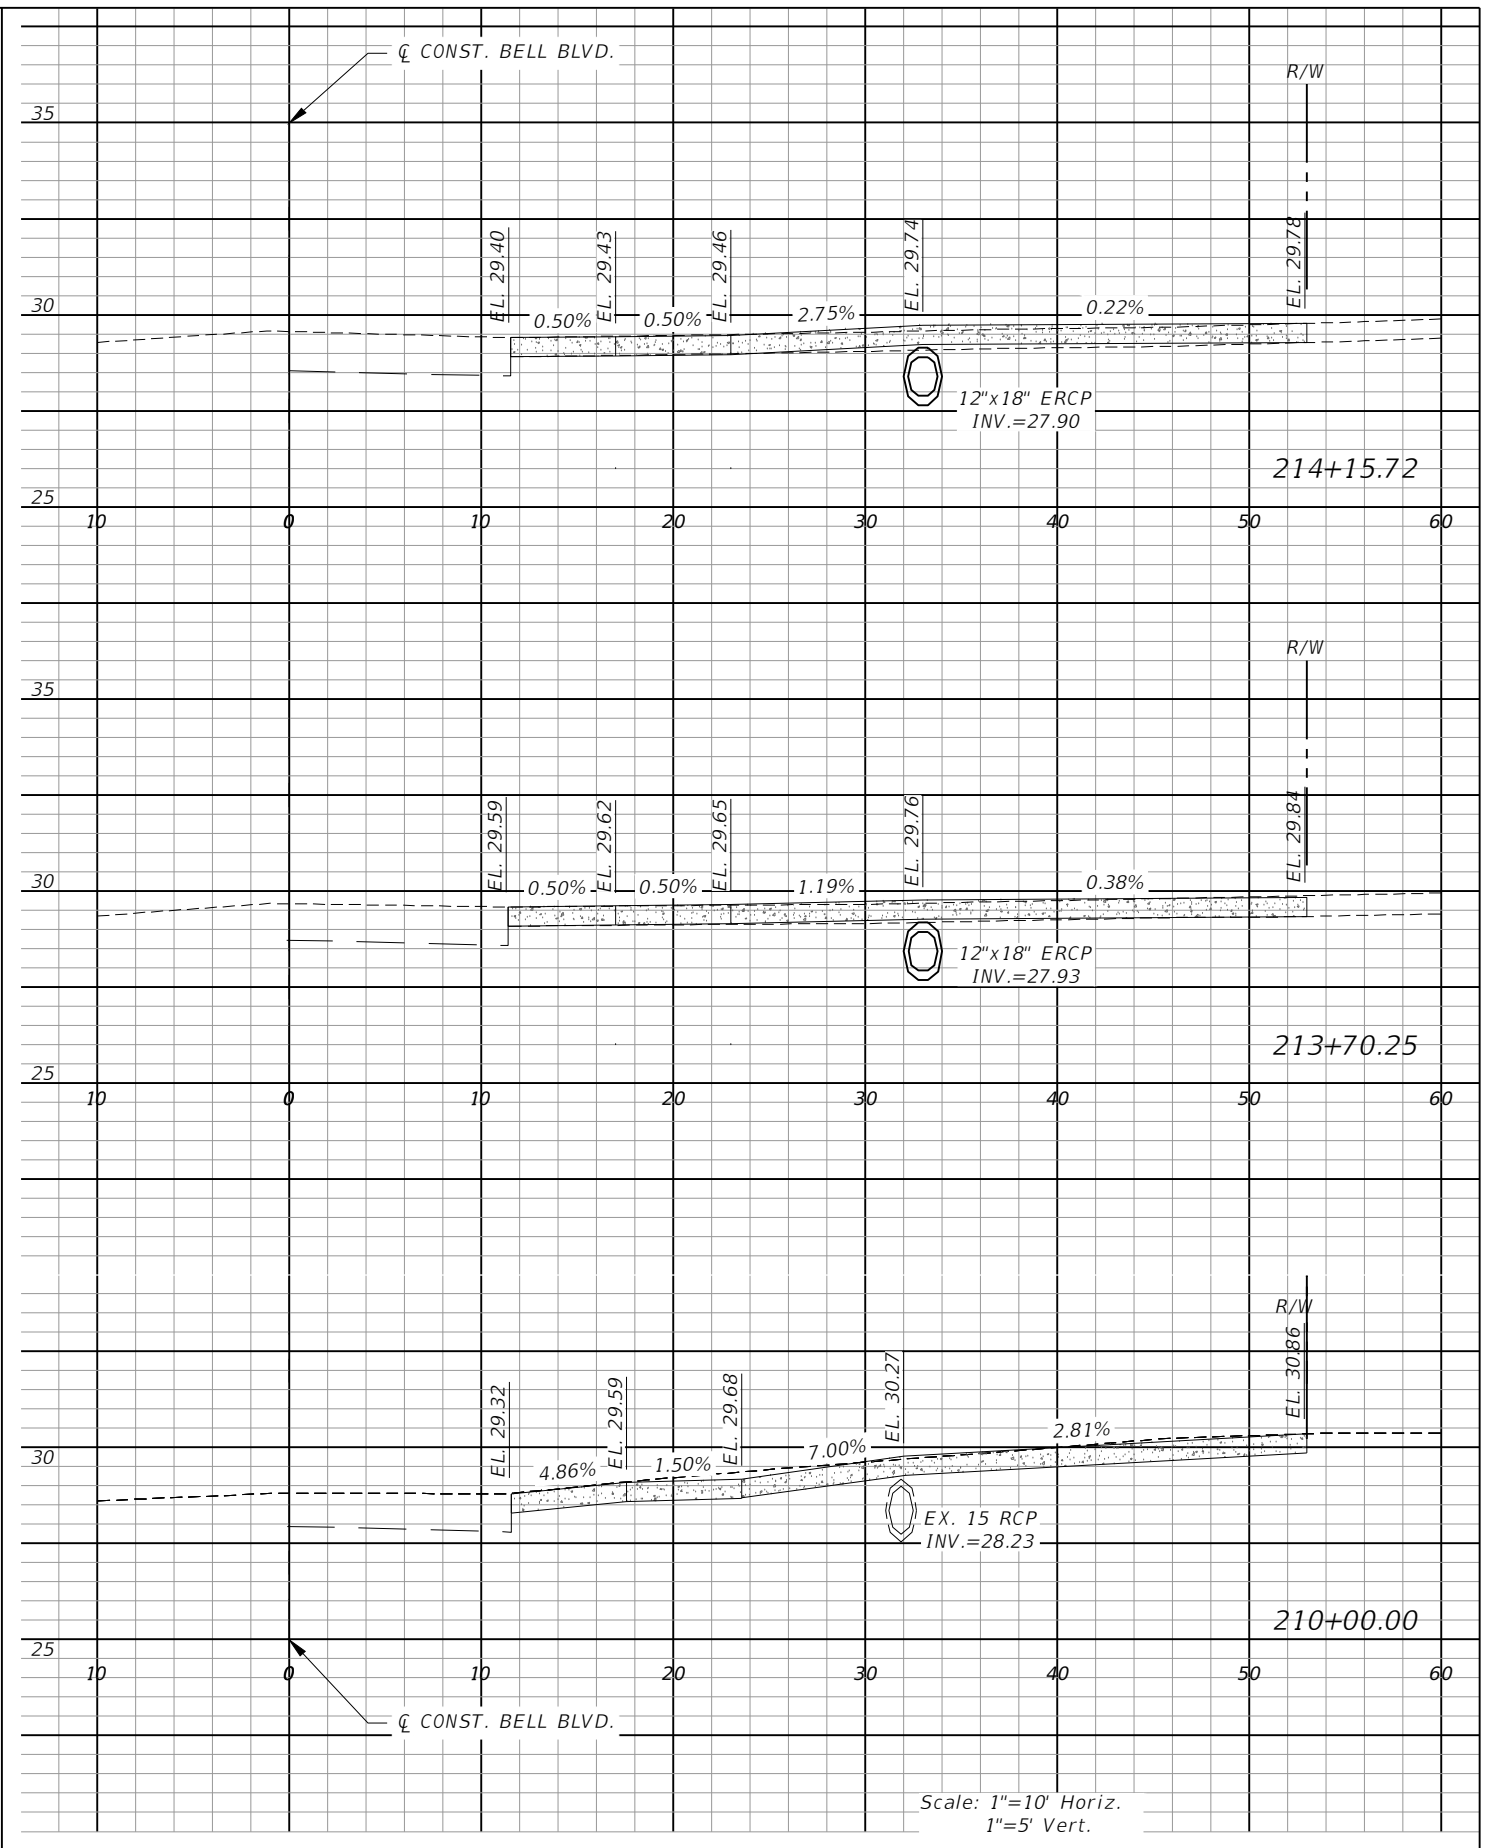 ℄ CONST. BELL BLVD.
R/W
35
EL. 29.40
EL. 29.43
EL. 29.46
EL. 29.74
EL. 29.78
30
0.50%
0.50%
2.75%
0.22%
12"x18" ERCP
INV.=27.90
214+15.72
25
10 0 10 20 30 40 50 60
R/W
35
EL. 29.59
EL. 29.62
EL. 29.65
EL. 29.76
EL. 29.84
30
0.50%
0.50%
1.19%
0.38%
12"x18" ERCP
INV.=27.93
213+70.25
25
10 0 10 20 30 40 50 60
R/W
EL. 29.32
EL. 29.59
EL. 29.68
EL. 30.27
EL. 30.86
30
4.86%
1.50%
7.00%
2.81%
EX. 15 RCP
INV.=28.23
210+00.00
25
10 0 10 20 30 40 50 60
℄ CONST. BELL BLVD.
Scale: 1"=10' Horiz.
1"=5' Vert.